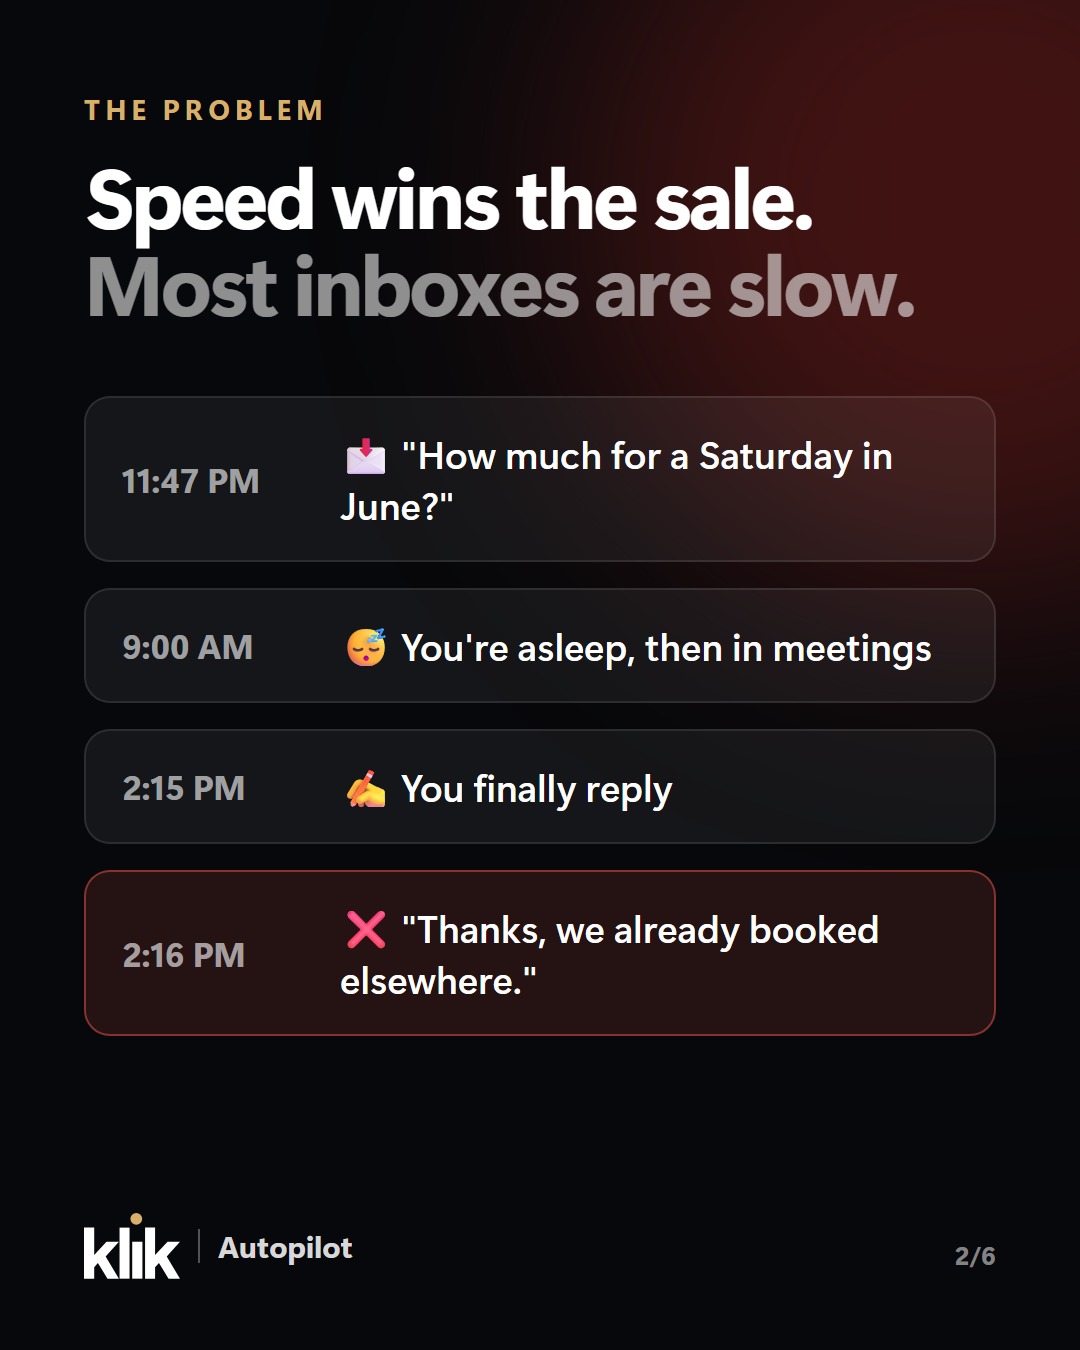 THE PROBLEM
Speed wins the sale.
Most inboxes are slow.
11:47 PM
📩 "How much for a Saturday in
June?"
9:00 AM
😴 You're asleep, then in meetings
2:15 PM
✍️ You finally reply
2:16 PM
❌ "Thanks, we already booked
elsewhere."
klik | Autopilot
2/6